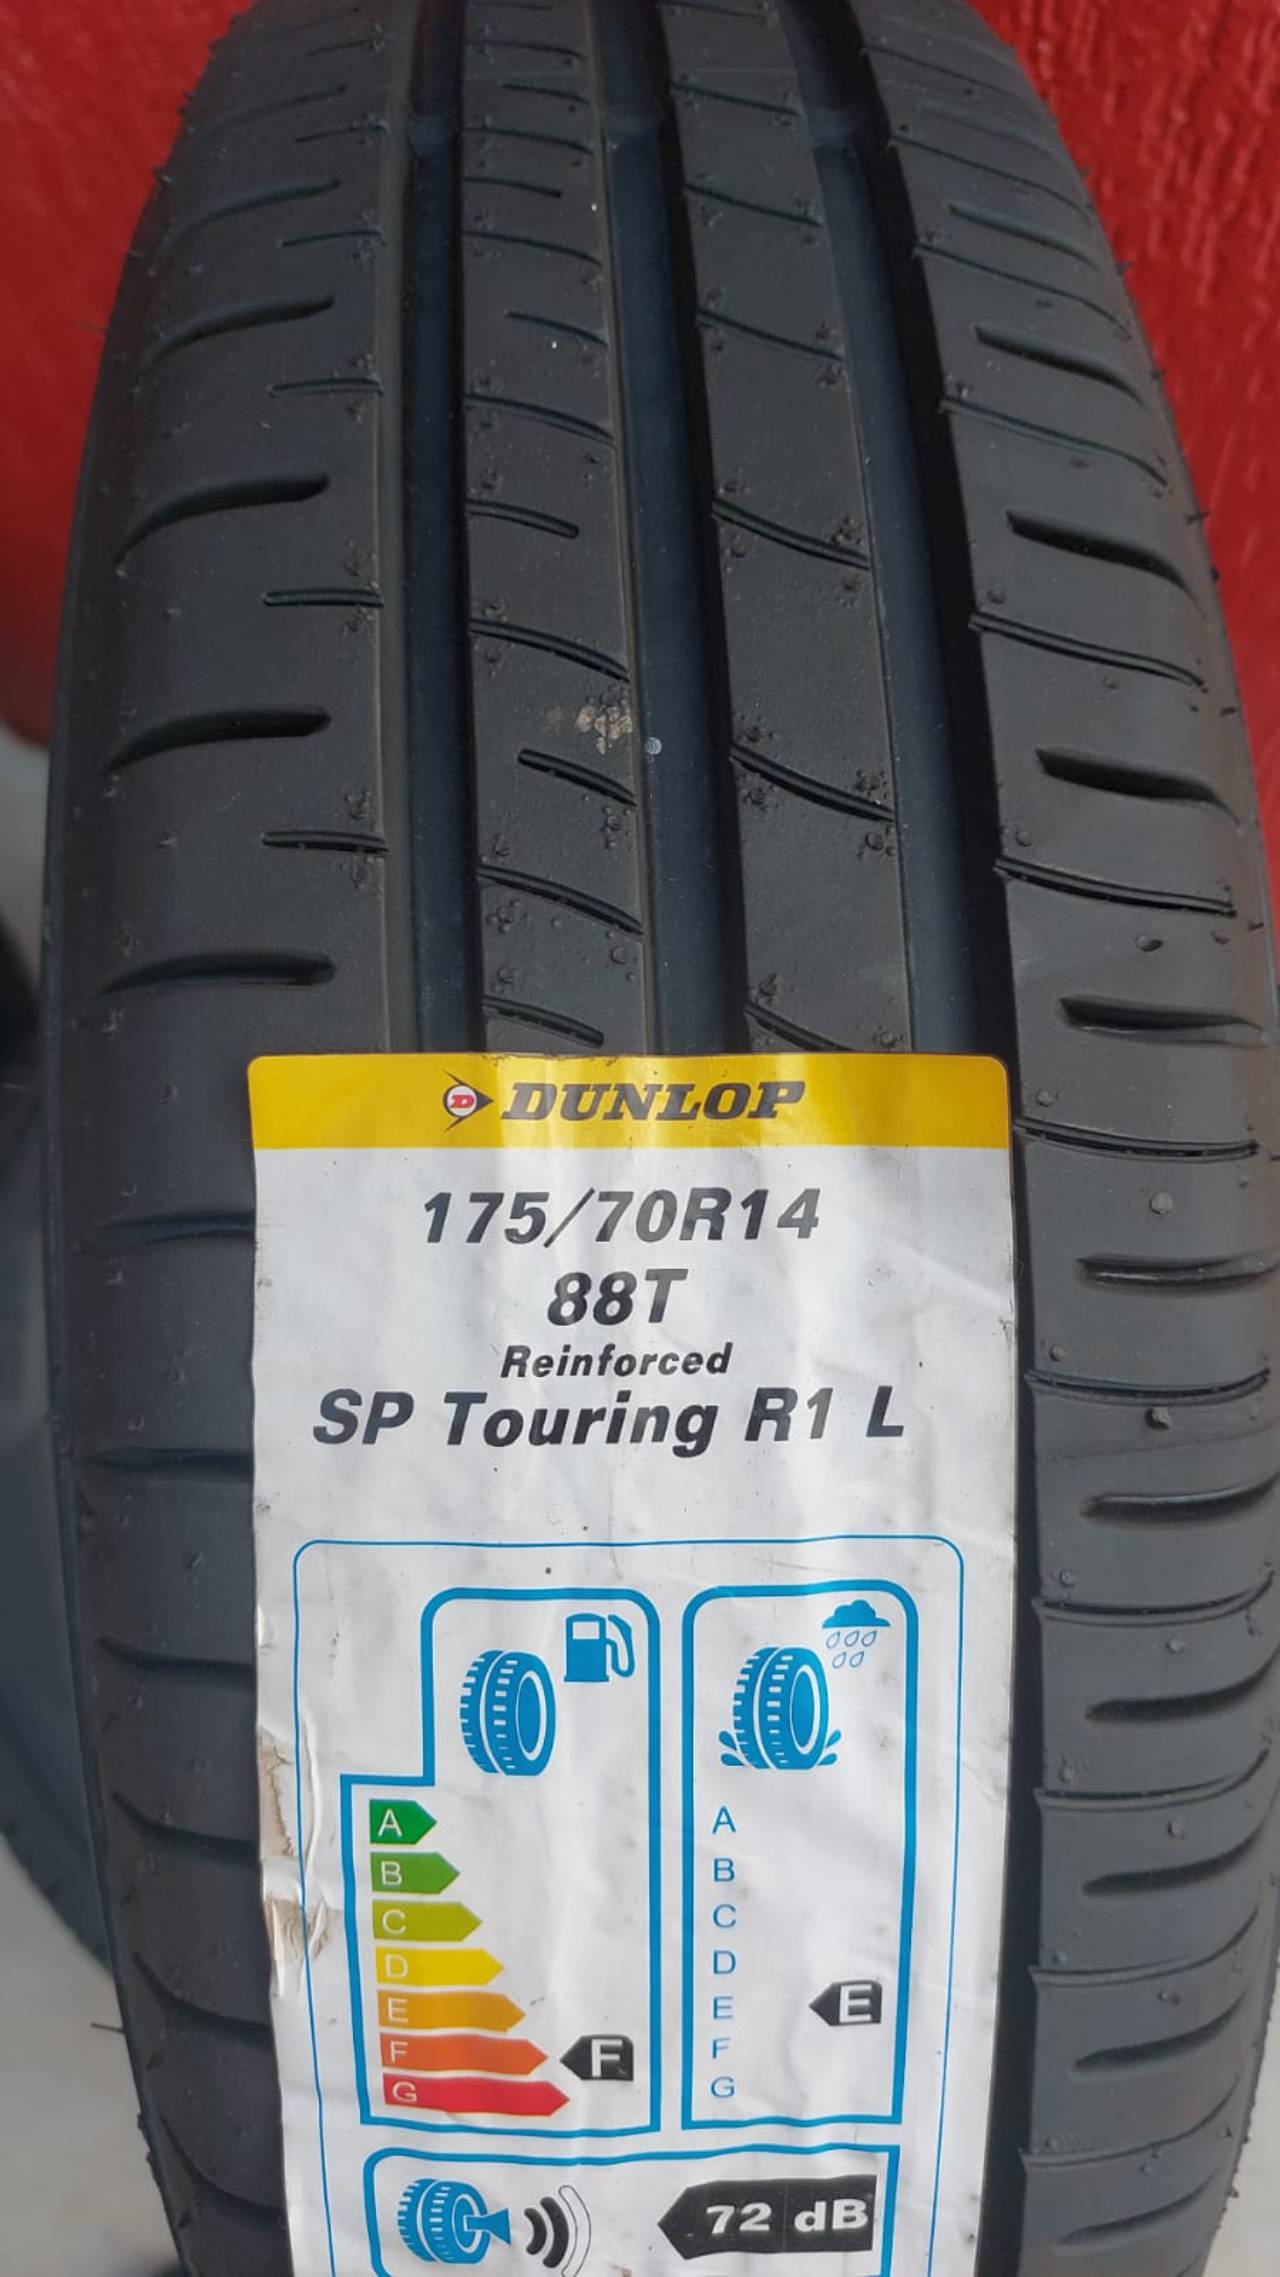 D DUNLOP
175/70R14
88T
Reinforced
SP Touring R1 L
A
B
C
D
E
F
G
F
A
B
C
D
E
F
G
E
72 dB